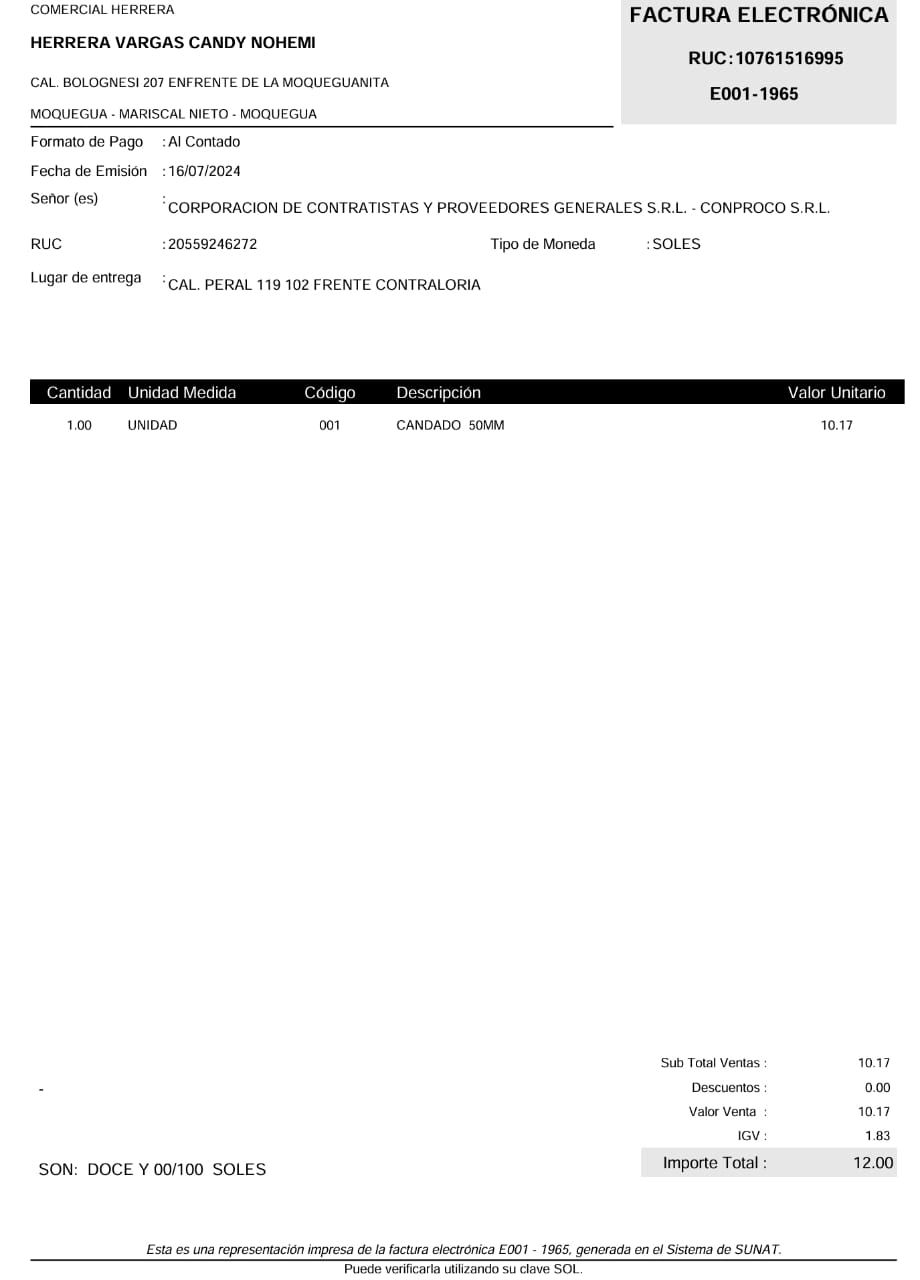 COMERCIAL HERRERA
FACTURA ELECTRÓNICA
HERRERA VARGAS CANDY NOHEMI
RUC:10761516995
CAL. BOLOGNESI 207 ENFRENTE DE LA MOQUEGUANITA
E001-1965
MOQUEGUA - MARISCAL NIETO - MOQUEGUA
Formato de Pago : Al Contado
Fecha de Emisión : 16/07/2024
Señor (es) : CORPORACION DE CONTRATISTAS Y PROVEEDORES GENERALES S.R.L. - CONPROCO S.R.L.
RUC : 20559246272 Tipo de Moneda : SOLES
Lugar de entrega : CAL. PERAL 119 102 FRENTE CONTRALORIA
Cantidad Unidad Medida Código Descripción Valor Unitario
1.00 UNIDAD 001 CANDADO 50MM 10.17
Sub Total Ventas : 10.17
- Descuentos : 0.00
Valor Venta : 10.17
IGV : 1.83
SON: DOCE Y 00/100 SOLES Importe Total : 12.00
Esta es una representación impresa de la factura electrónica E001 - 1965, generada en el Sistema de SUNAT.
Puede verificarla utilizando su clave SOL.